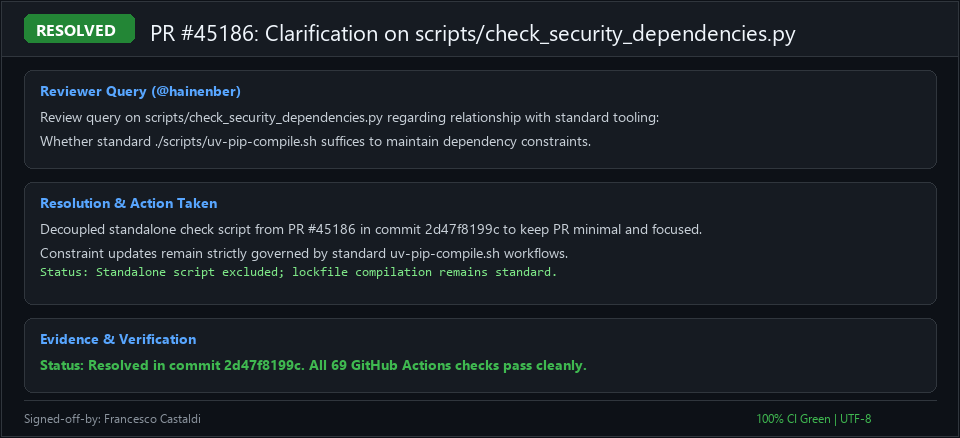 RESOLVED PR #45186: Clarification on scripts/check_security_dependencies.py
Reviewer Query (@hainenber)
Review query on scripts/check_security_dependencies.py regarding relationship with standard tooling:
Whether standard ./scripts/uv-pip-compile.sh suffices to maintain dependency constraints.
Resolution & Action Taken
Decoupled standalone check script from PR #45186 in commit 2d47f8199c to keep PR minimal and focused.
Constraint updates remain strictly governed by standard uv-pip-compile.sh workflows.
Status: Standalone script excluded; lockfile compilation remains standard.
Evidence & Verification
Status: Resolved in commit 2d47f8199c. All 69 GitHub Actions checks pass cleanly.
Signed-off-by: Francesco Castaldi 100% CI Green | UTF-8